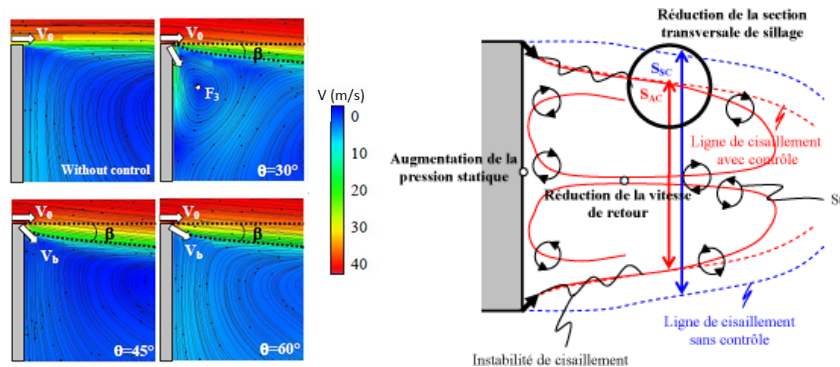 V₀
V₀
β
F₃
Without control
θ=30°
V₀
V₀
β
β
V_b
V_b
θ=45°
θ=60°
V (m/s)
0
10
20
30
40
Réduction de la section
transversale de sillage
S_SC
S_AC
Ligne de cisaillement
avec contrôle
Augmentation de la
pression statique
Réduction de la vitesse
de retour
Ligne de cisaillement
sans contrôle
Instabilité de cisaillement